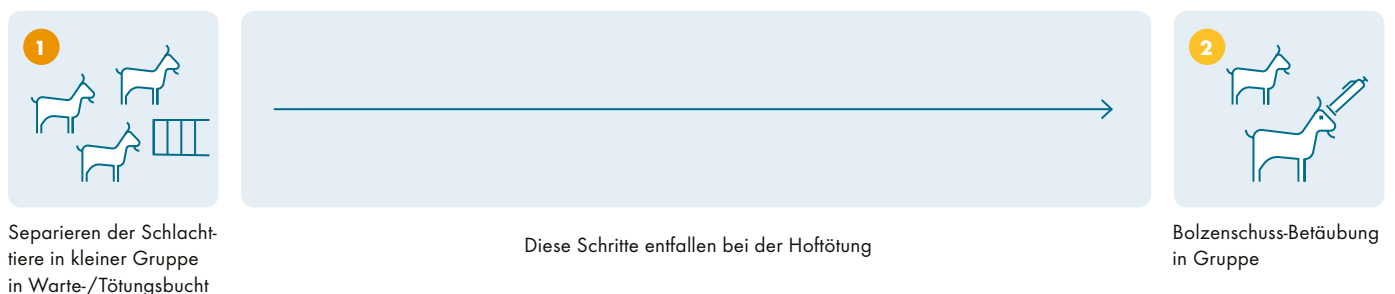 1
2
Separieren der Schlacht-
tiere in kleiner Gruppe
in Warte-/Tötungsbucht
Diese Schritte entfallen bei der Hoftötung
Bolzenschuss-Betäubung
in Gruppe